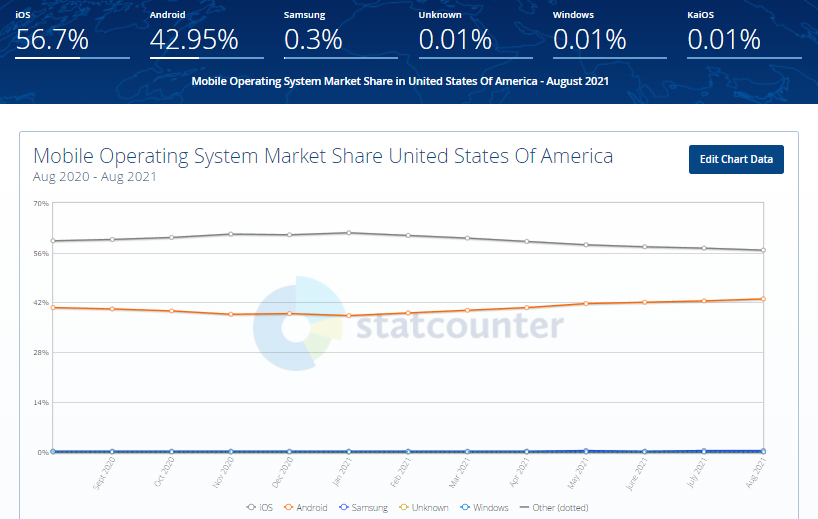 iOS Android Samsung Unknown Windows KaiOS
56.7% 42.95% 0.3% 0.01% 0.01% 0.01%
Mobile Operating System Market Share in United States Of America - August 2021
Mobile Operating System Market Share United States Of America
Edit Chart Data
Aug 2020 - Aug 2021
70%
56%
42%
statcounter
28%
14%
0%
Sept 2020 Oct 2020 Nov 2020 Dec 2020 Jan 2021 Feb 2021 Mar 2021 Apr 2021 May 2021 June 2021 July 2021 Aug 2021
iOS Android Samsung Unknown Windows Other (dotted)